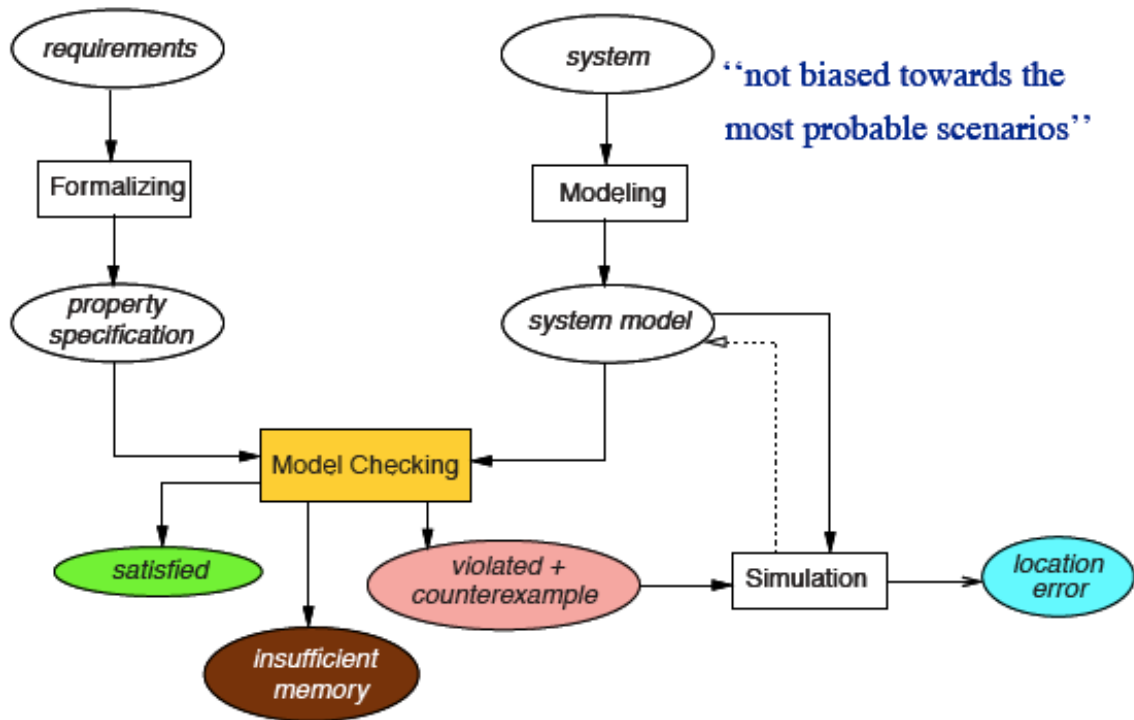 requirements
system
‘‘not biased towards the
most probable scenarios’’
Formalizing
Modeling
property
specification
system model
Model Checking
satisfied
violated +
counterexample
Simulation
location
error
insufficient
memory